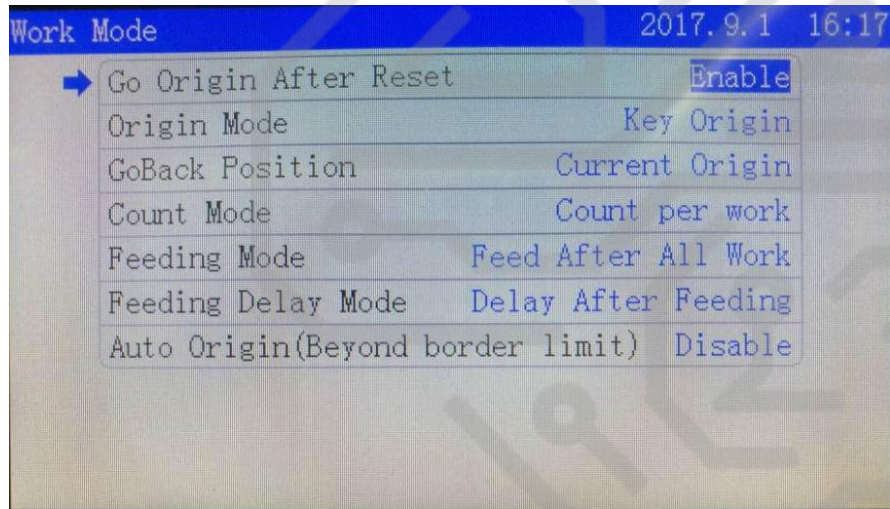 Work Mode 2017. 9. 1 16:17
Go Origin After Reset Enable
Origin Mode Key Origin
GoBack Position Current Origin
Count Mode Count per work
Feeding Mode Feed After All Work
Feeding Delay Mode Delay After Feeding
Auto Origin(Beyond border limit) Disable